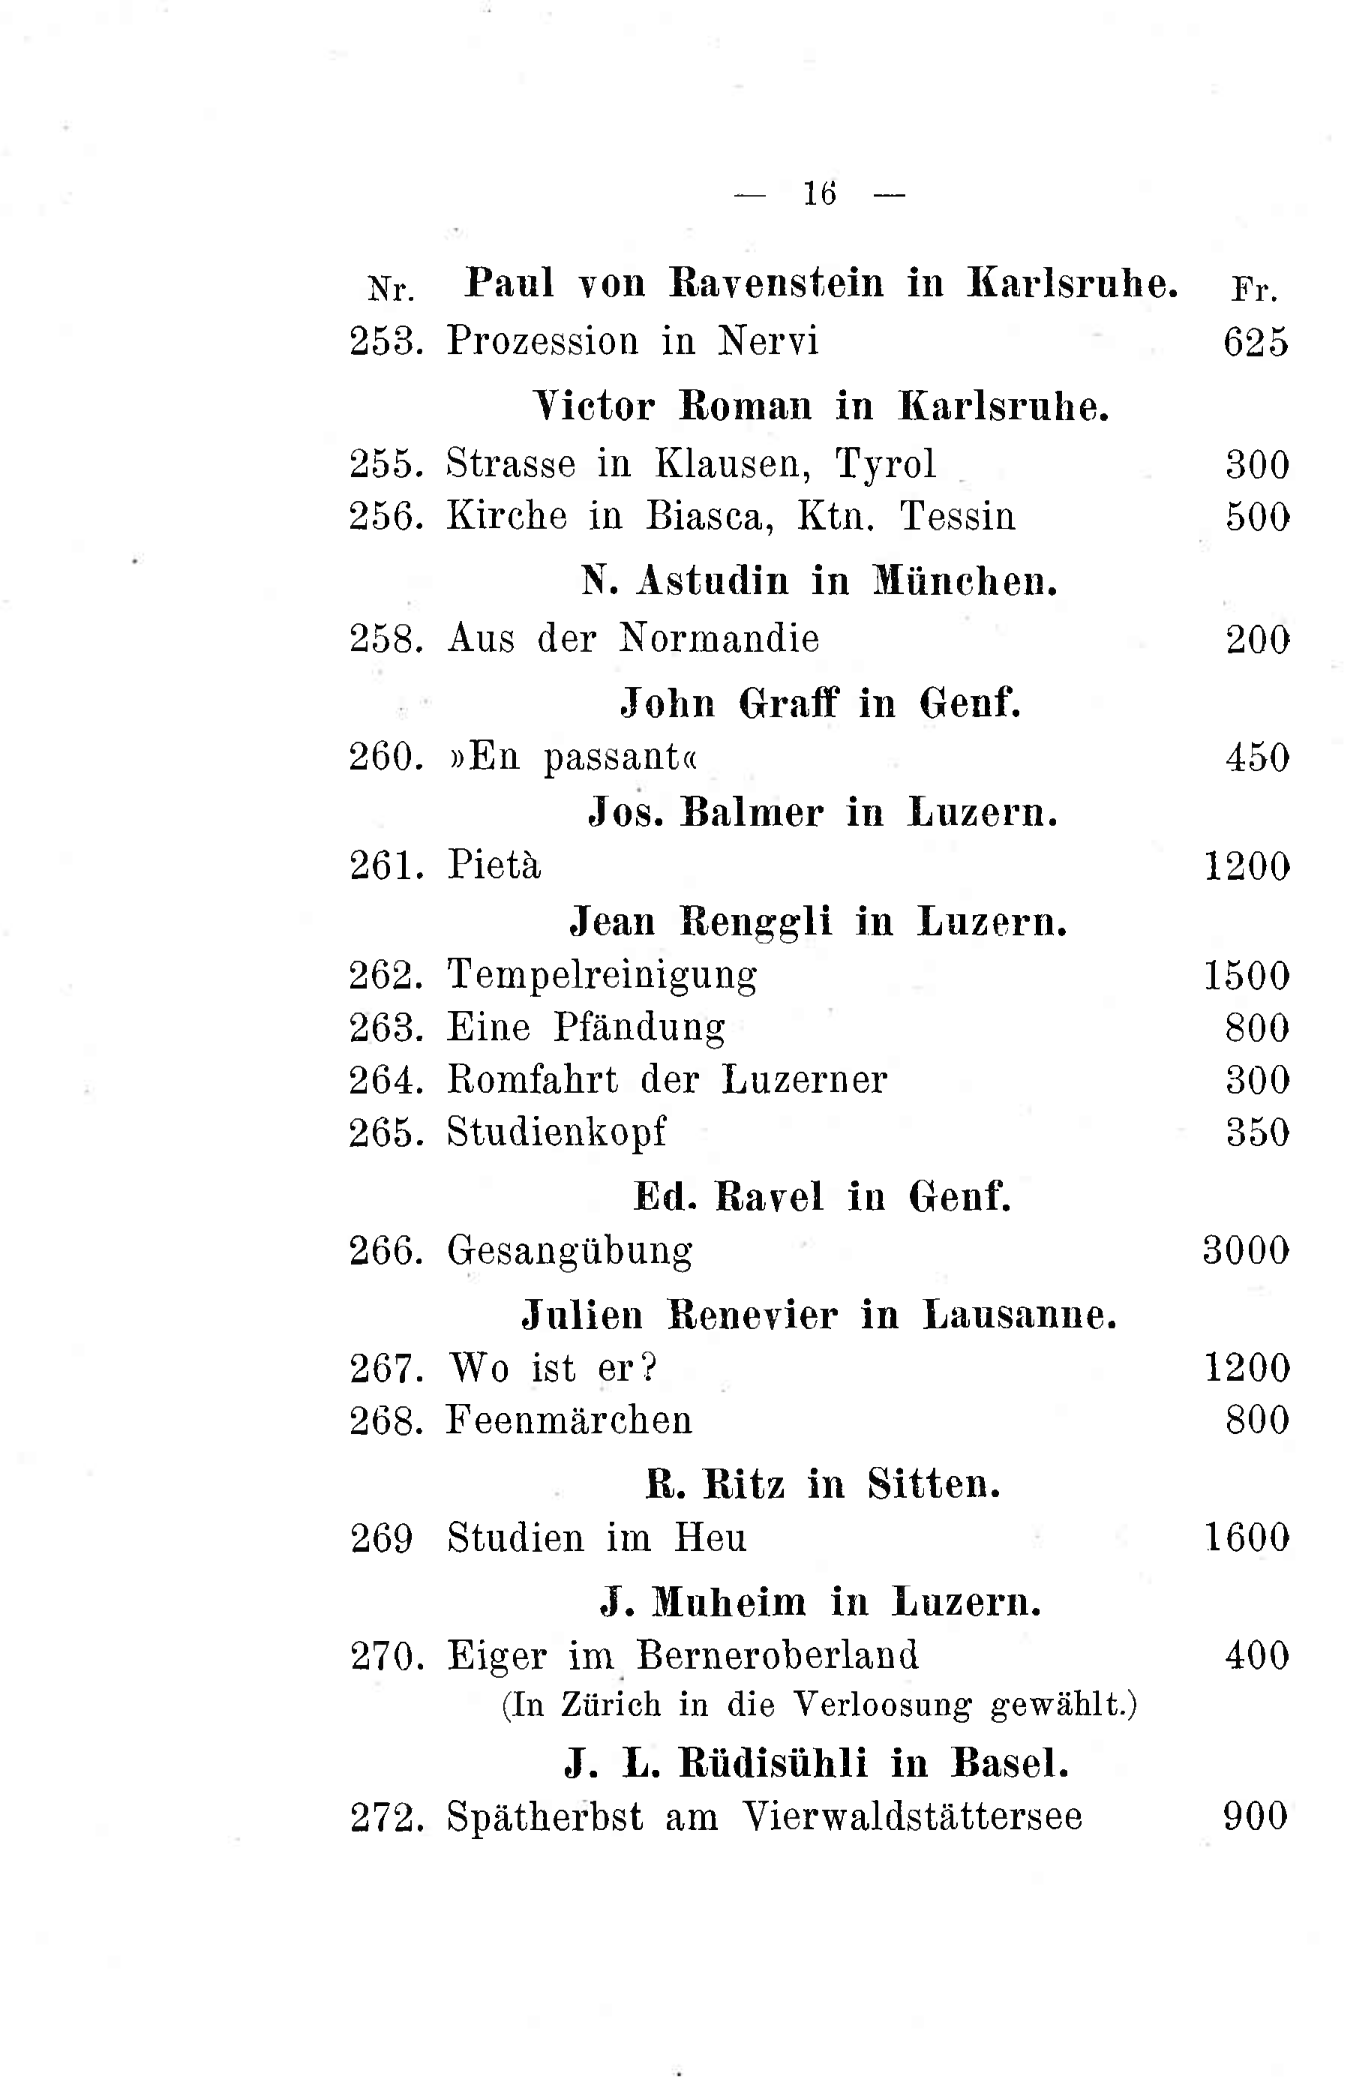 — 16 —
Nr. Paul von Ravenstein in Karlsruhe. Fr.
253. Prozession in Nervi 625
Victor Roman in Karlsruhe.
255. Strasse in Klausen, Tyrol 300
256. Kirche in Biasca, Ktn. Tessin 500
N. Astudin in München.
258. Aus der Normandie 200
John Graff in Genf.
260. »En passant« 450
Jos. Balmer in Luzern.
261. Pietà 1200
Jean Renggli in Luzern.
262. Tempelreinigung 1500
263. Eine Pfändung 800
264. Romfahrt der Luzerner 300
265. Studienkopf 350
Ed. Ravel in Genf.
266. Gesangübung 3000
Julien Renevier in Lausanne.
267. Wo ist er? 1200
268. Feenmärchen 800
R. Ritz in Sitten.
269 Studien im Heu 1600
J. Muheim in Luzern.
270. Eiger im Berneroberland 400
(In Zürich in die Verloosung gewählt.)
J. L. Rüdisühli in Basel.
272. Spätherbst am Vierwaldstättersee 900